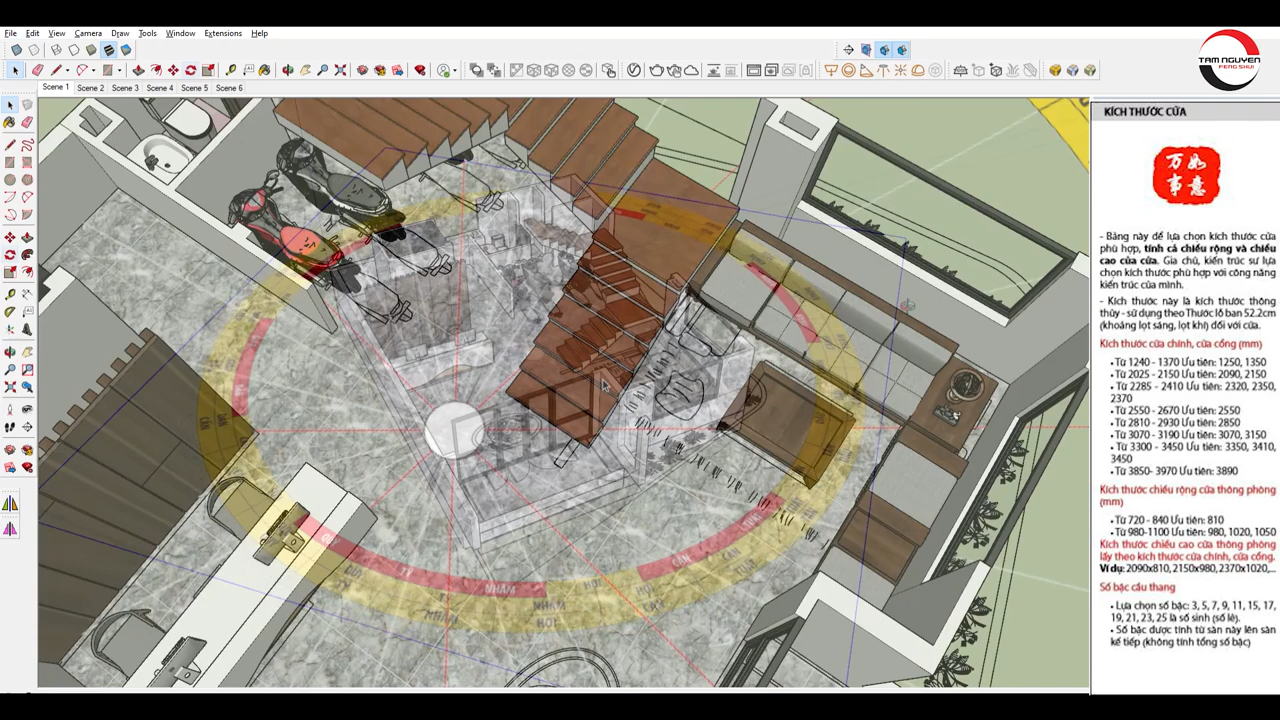 File Edit View Camera Draw Tools Window Extensions Help
TAM NGUYEN
FENG SHUI
Scene 1 Scene 2 Scene 3 Scene 4 Scene 5 Scene 6
KÍCH THƯỚC CỬA
万 如
事 意
- Bảng này để lựa chọn kích thước cửa
phù hợp, tính cả chiều rộng và chiều
cao của cửa. Gia chủ, kiến trúc sư lựa
chọn kích thước phù hợp với công năng
kiến trúc của mình.
- Kích thước này là kích thước thông
thủy - sử dụng theo Thước lỗ ban 52.2cm
(khoảng lọt sáng, lọt khí) đối với cửa.
Kích thước cửa chính, cửa cổng (mm)
• Từ 1240 - 1370 Ưu tiên: 1250, 1350
• Từ 2025 - 2150 Ưu tiên: 2090, 2150
• Từ 2285 - 2410 Ưu tiên: 2320, 2350,
2370
• Từ 2550 - 2670 Ưu tiên: 2550
• Từ 2810 - 2930 Ưu tiên: 2850
• Từ 3070 - 3190 Ưu tiên: 3070, 3150
• Từ 3300 - 3450 Ưu tiên: 3350, 3410,
3450
• Từ 3850- 3970 Ưu tiên: 3890
Kích thước chiều rộng cửa thông phòng
(mm)
• Từ 720 - 840 Ưu tiên: 810
• Từ 980-1100 Ưu tiên: 980, 1020, 1050
Kích thước chiều cao cửa thông phòng
lấy theo kích thước cửa chính, cửa cổng.
Ví dụ: 2090x810, 2150x980, 2370x1020,...
Số bậc cầu thang
• Lựa chọn số bậc: 3, 5, 7, 9, 11, 15, 17,
19, 21, 23, 25 là số sinh (số lẻ).
• Số bậc được tính từ sàn này lên sàn
kế tiếp (không tính tổng số bậc)
NHÂM
NHÂM
HỢI